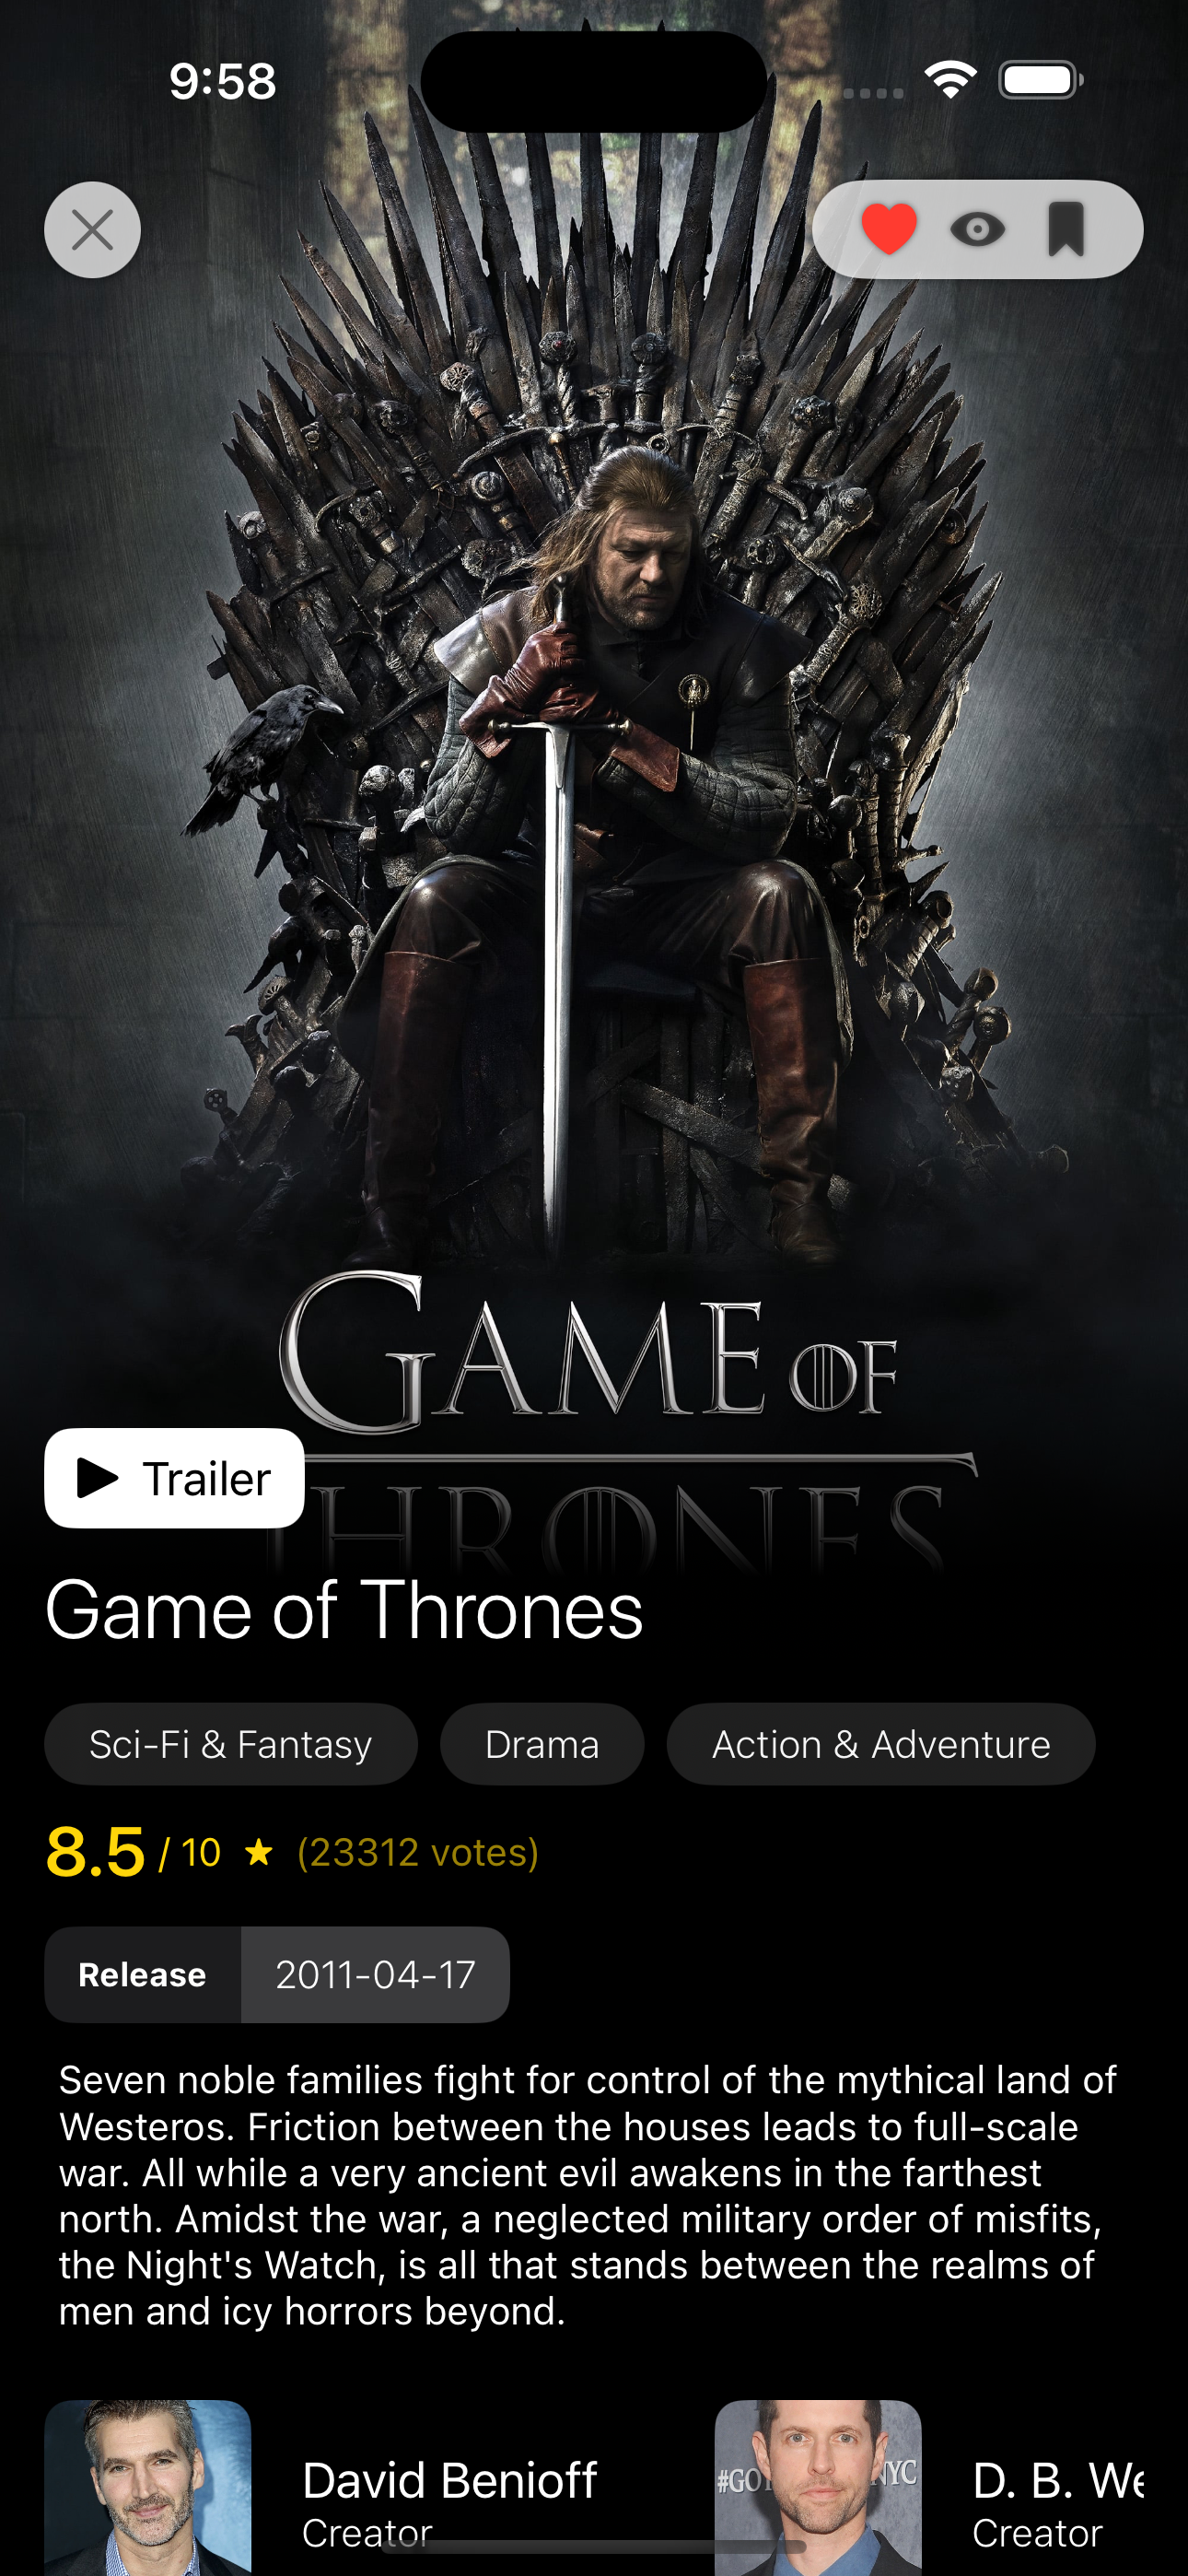 9:58
GAME OF
THRONES
Trailer
Game of Thrones
Sci-Fi & Fantasy
Drama
Action & Adventure
8.5 / 10 ★ (23312 votes)
Release 2011-04-17
Seven noble families fight for control of the mythical land of
Westeros. Friction between the houses leads to full-scale
war. All while a very ancient evil awakens in the farthest
north. Amidst the war, a neglected military order of misfits,
the Night's Watch, is all that stands between the realms of
men and icy horrors beyond.
David Benioff
Creator
#GO
NYC
D. B. We
Creator